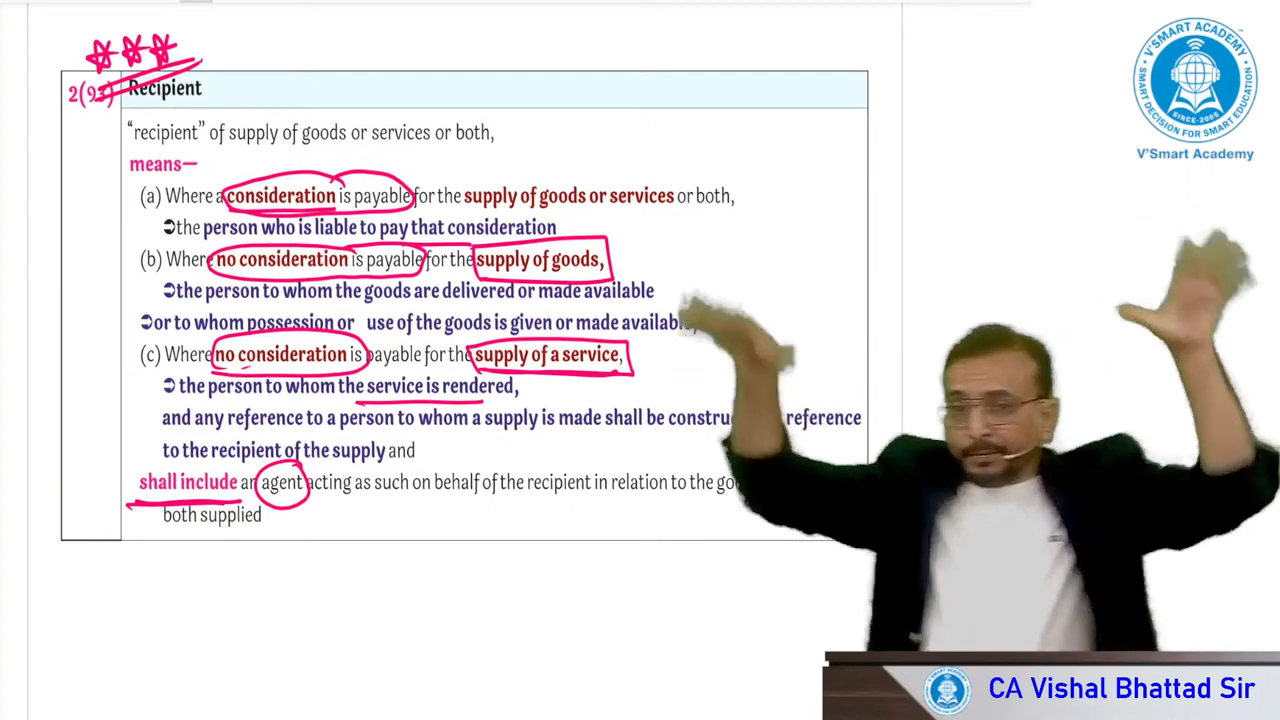 2(93)
Recipient
“recipient” of supply of goods or services or both,
means—
(a) Where a consideration is payable for the supply of goods or services or both,
➲the person who is liable to pay that consideration
(b) Where no consideration is payable for the supply of goods,
➲the person to whom the goods are delivered or made available
➲or to whom possession or use of the goods is given or made available,
(c) Where no consideration is payable for the supply of a service,
➲ the person to whom the service is rendered,
and any reference to a person to whom a supply is made shall be constru reference
to the recipient of the supply and
shall include an agent acting as such on behalf of the recipient in relation to the
both supplied
V'SMART ACADEMY
SMART DECISION FOR SMART EDUCATION
SINCE-2005
V'Smart Academy
CA Vishal Bhattad Sir